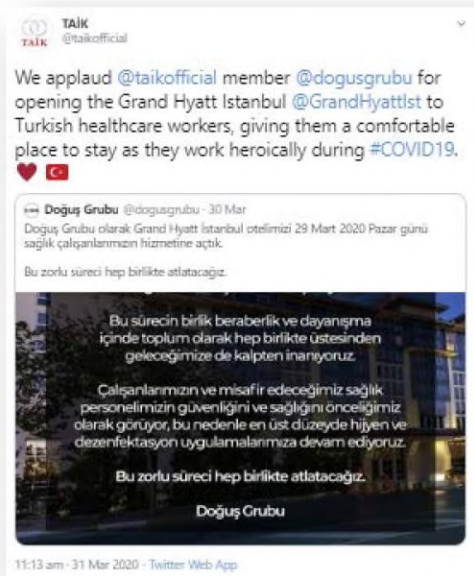 TAİK
TAİK
@taikofficial
We applaud @taikofficial member @dogusgrubu for
opening the Grand Hyatt Istanbul @GrandHyattIst to
Turkish healthcare workers, giving them a comfortable
place to stay as they work heroically during #COVID19.
Doğuş Grubu @dogusgrubu · 30 Mar
Doğuş Grubu olarak Grand Hyatt İstanbul otelimizi 29 Mart 2020 Pazar günü
sağlık çalışanlarımızın hizmetine açtık.
Bu zorlu süreci hep birlikte atlatacağız.
Bu sürecin birlik beraberlik ve dayanışma
içinde toplum olarak hep birlikte üstesinden
geleceğimize de kalpten inanıyoruz.
Çalışanlarımızın ve misafir edeceğimiz sağlık
personelimizin güvenliğini ve sağlığını önceliğimiz
olarak görüyor, bu nedenle en üst düzeyde hijyen ve
dezenfektasyon uygulamalarımıza devam ediyoruz.
Bu zorlu süreci hep birlikte atlatacağız.
Doğuş Grubu
11:13 am · 31 Mar 2020 · Twitter Web App